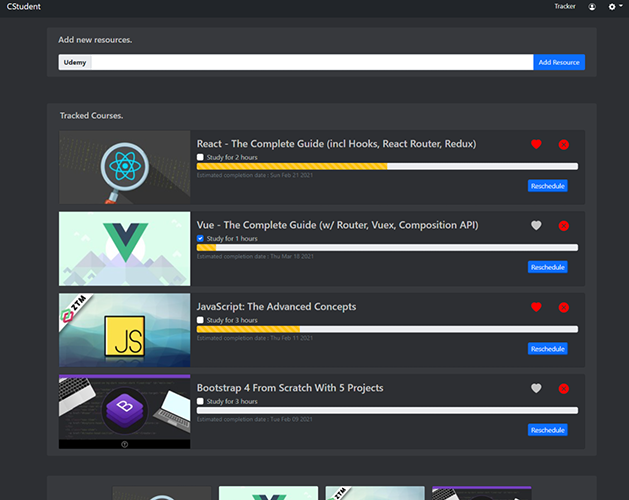 CStudent
Tracker
Add new resources.
Udemy
Add Resource
Tracked Courses.
React - The Complete Guide (incl Hooks, React Router, Redux)
Study for 2 hours
Estimated completion date : Sun Feb 21 2021
Reschedule
Vue - The Complete Guide (w/ Router, Vuex, Composition API)
Study for 1 hours
Estimated completion date : Thu Mar 18 2021
Reschedule
ZTM
JS
JavaScript: The Advanced Concepts
Study for 3 hours
Estimated completion date : Thu Feb 11 2021
Reschedule
B
Bootstrap 4 From Scratch With 5 Projects
Study for 3 hours
Estimated completion date : Tue Feb 09 2021
Reschedule
ZTM